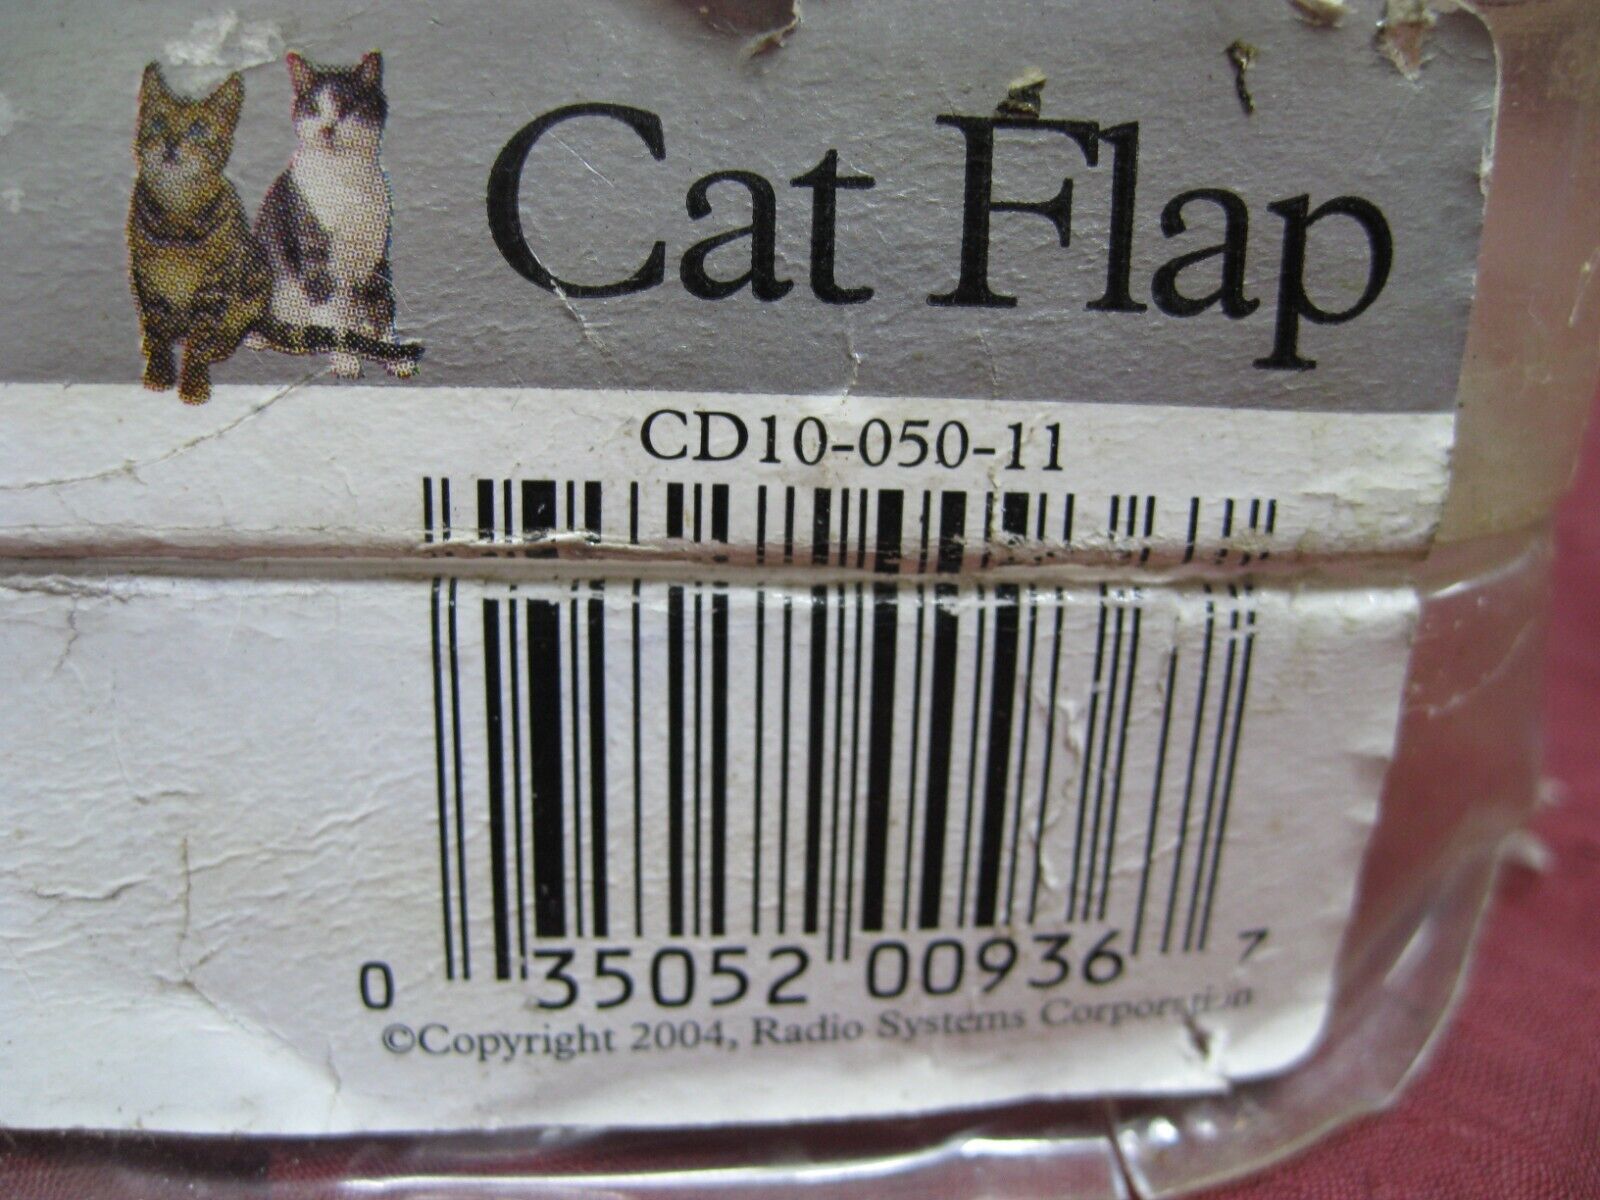 Cat Flap
CD10-050-11
0 35052 00936 7
©Copyright 2004, Radio Systems Corporation